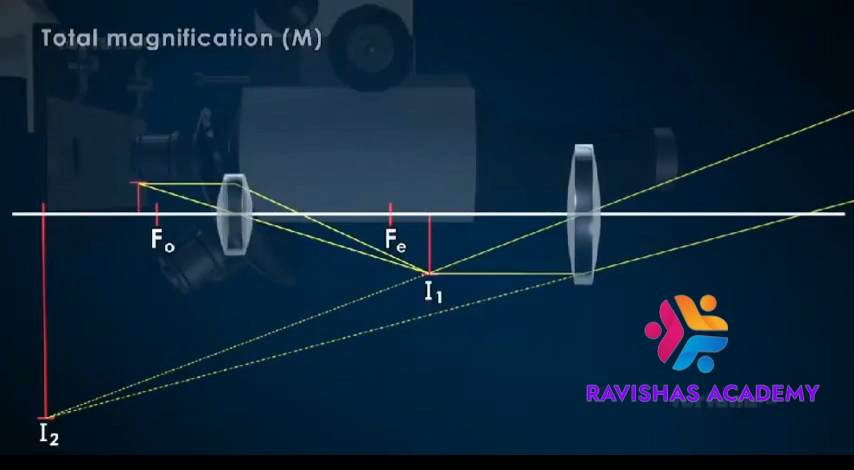 Total magnification (M)
Fₒ
Fₑ
I₁
RAVISHAS ACADEMY
I₂